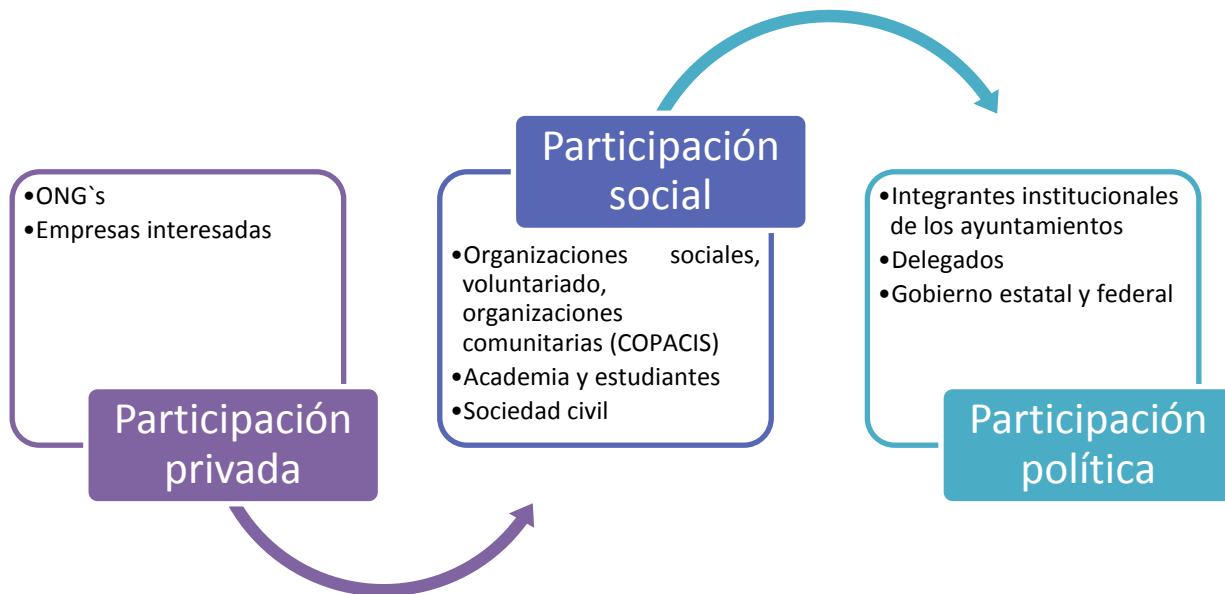 •ONG`s
•Empresas interesadas
Participación
privada
Participación
social
•Organizaciones sociales,
voluntariado,
organizaciones
comunitarias (COPACIS)
•Academia y estudiantes
•Sociedad civil
•Integrantes institucionales
de los ayuntamientos
•Delegados
•Gobierno estatal y federal
Participación
política